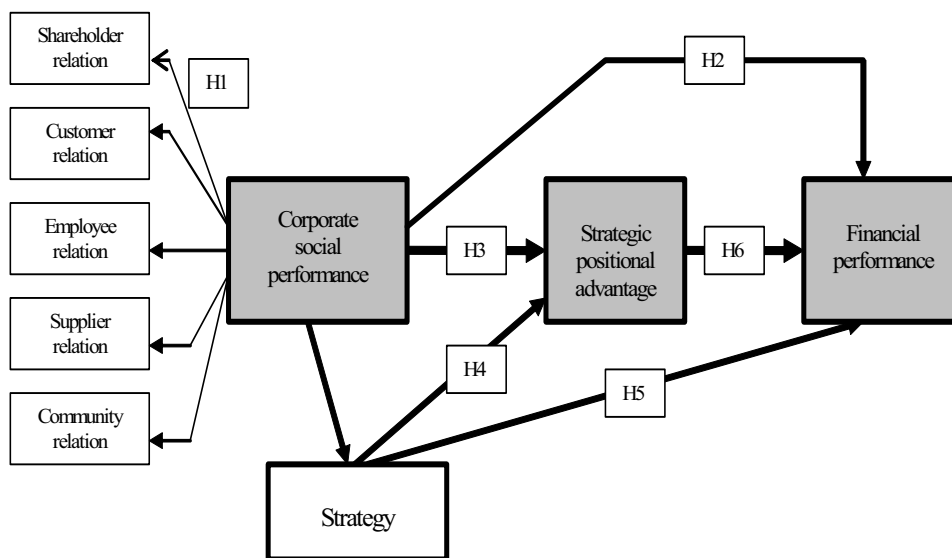 Shareholder
relation
H1
H2
Customer
relation
Employee
relation
Corporate
social
performance
H3
Strategic
positional
advantage
H6
Financial
performance
Supplier
relation
H4
H5
Community
relation
Strategy